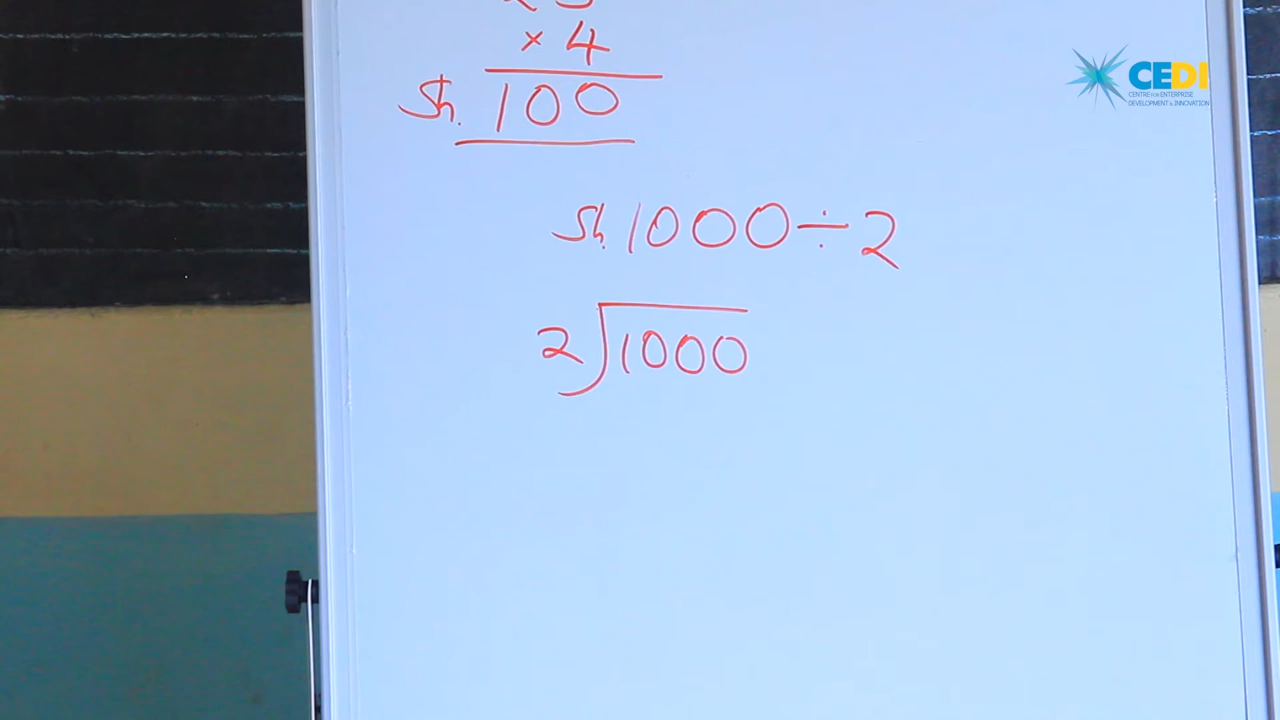 × 4
Sh. 100
Sh. 1000 ÷ 2
2 1000
CEDI
CENTRE FOR ENTERPRISE
DEVELOPMENT & INNOVATION